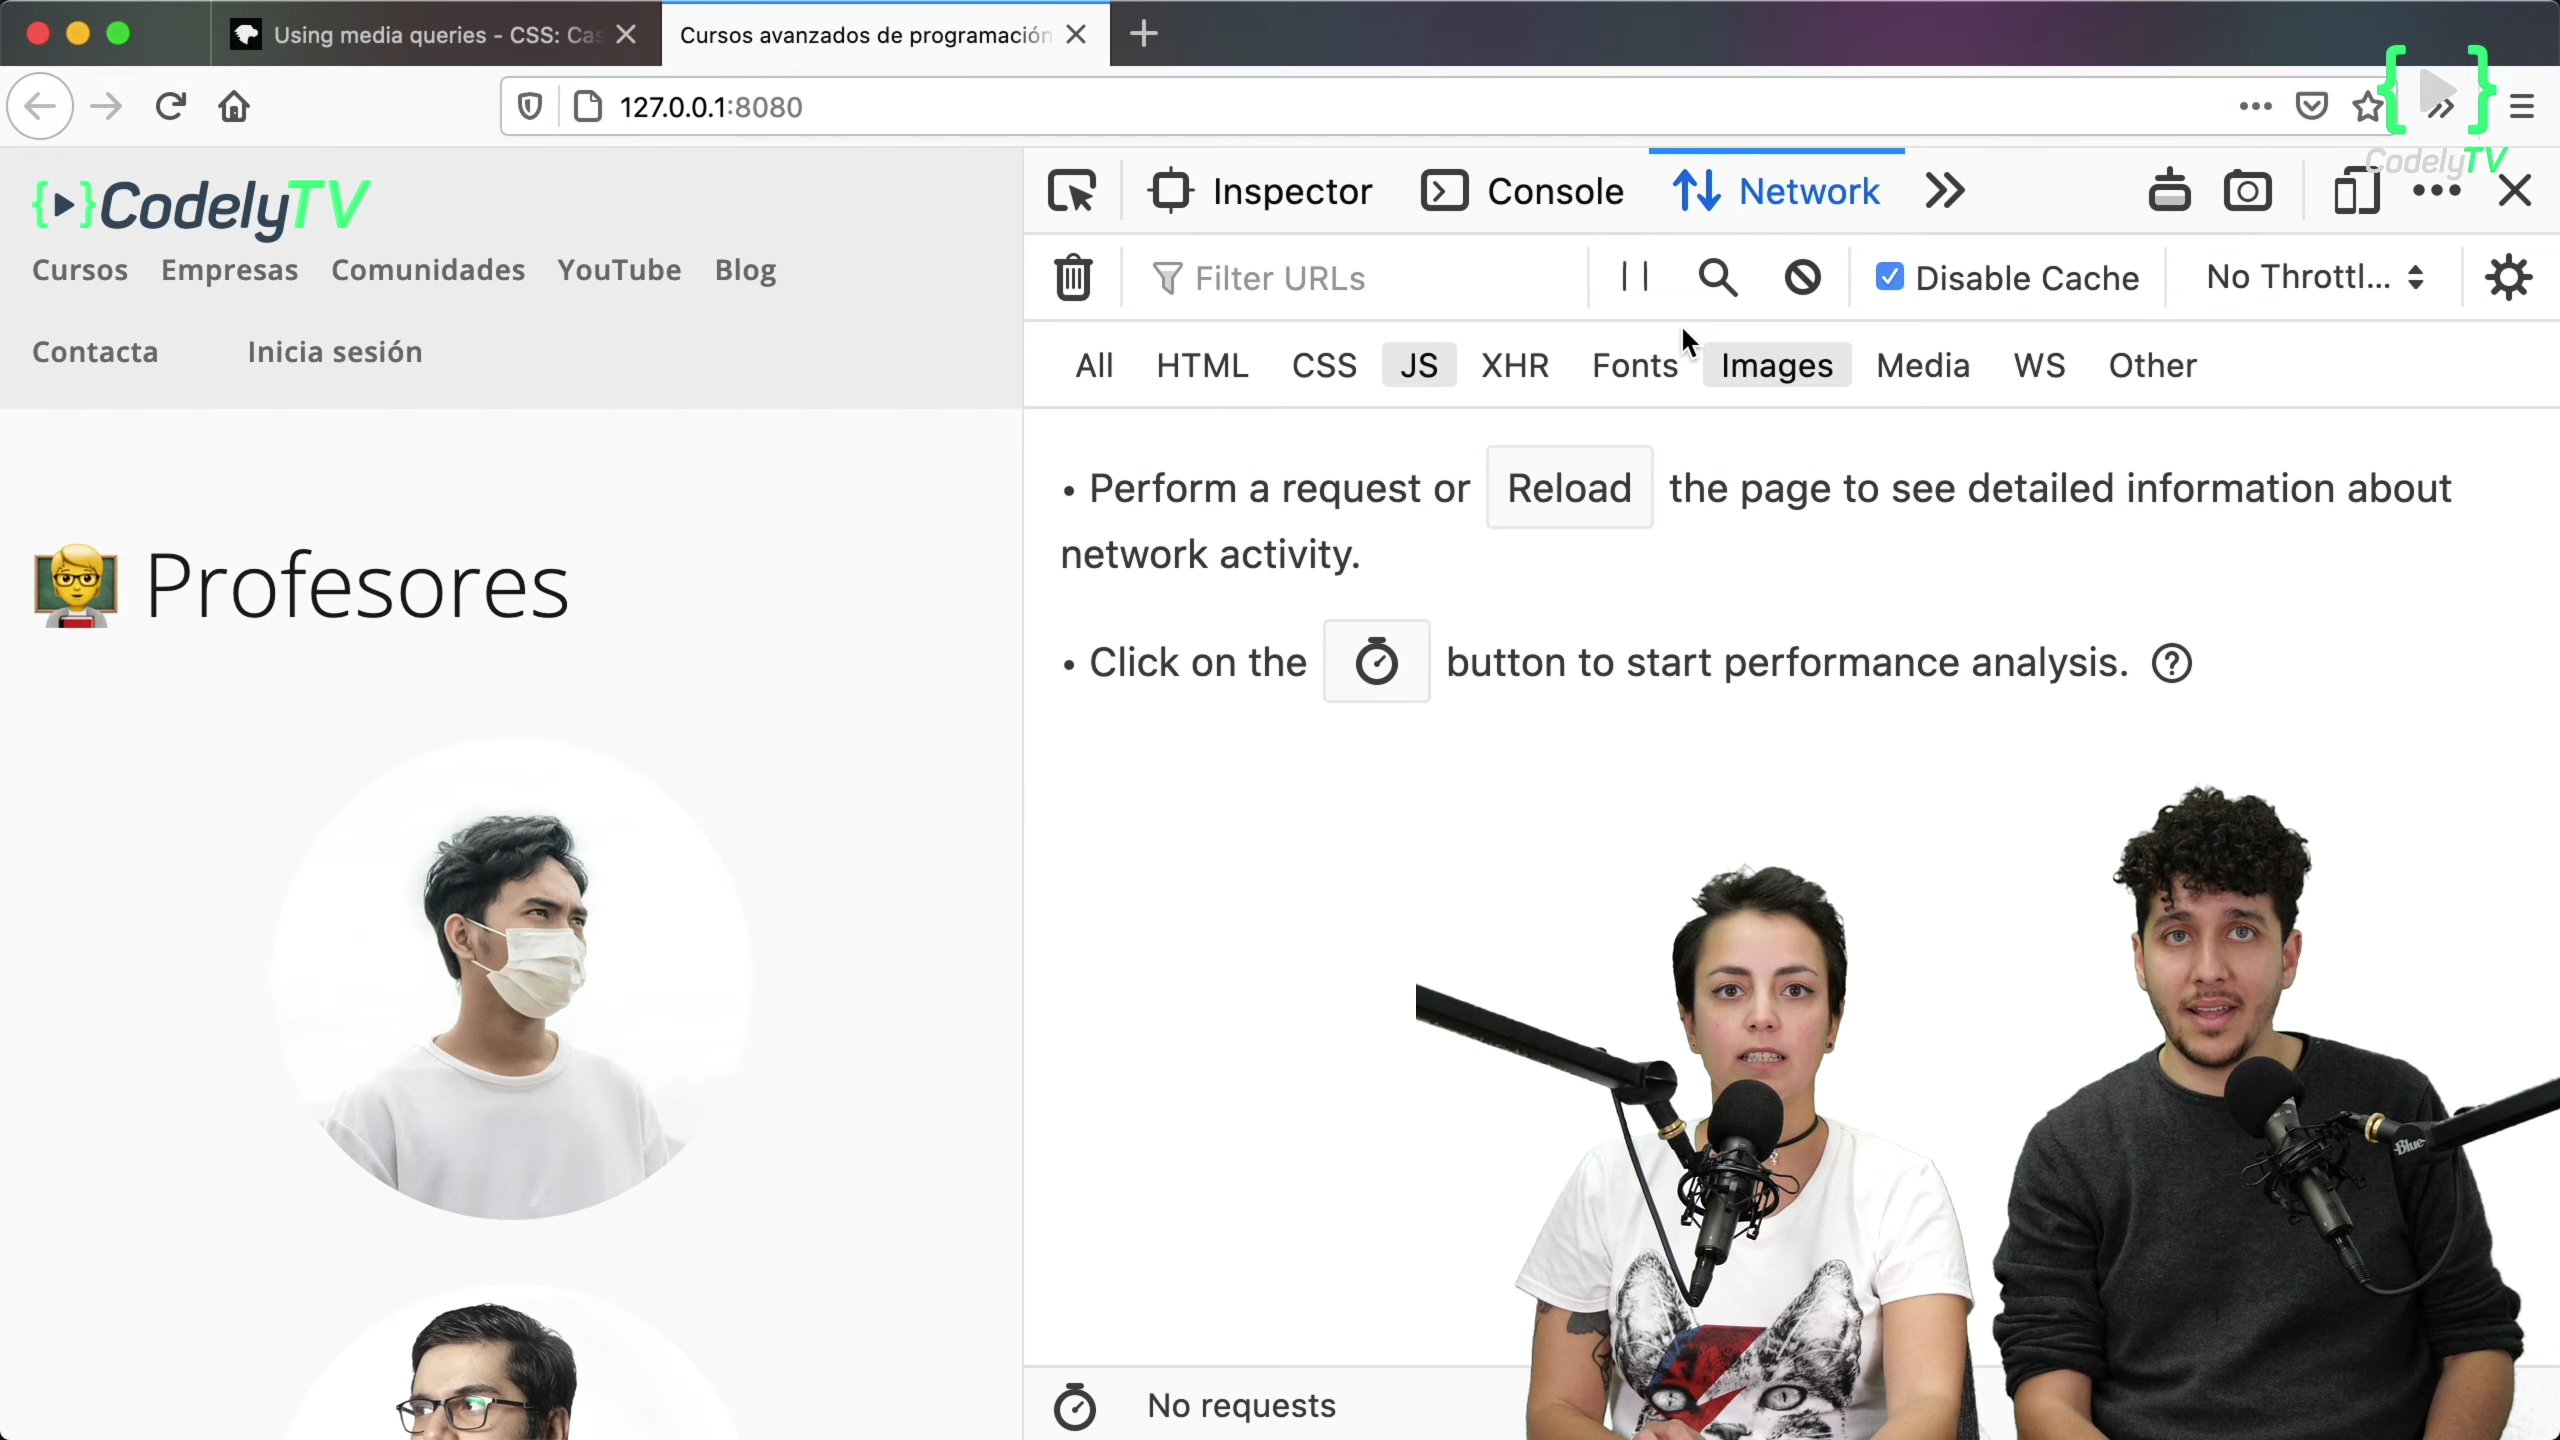 Using media queries - CSS: Cas
Cursos avanzados de programación
127.0.0.1:8080
CodelyTV
CodelyTV
Cursos Empresas Comunidades YouTube Blog
Contacta Inicia sesión
Profesores
Inspector Console Network
Filter URLs Disable Cache No Throttl...
All HTML CSS JS XHR Fonts Images Media WS Other
• Perform a request or Reload the page to see detailed information about
network activity.
• Click on the button to start performance analysis.
Blue
No requests